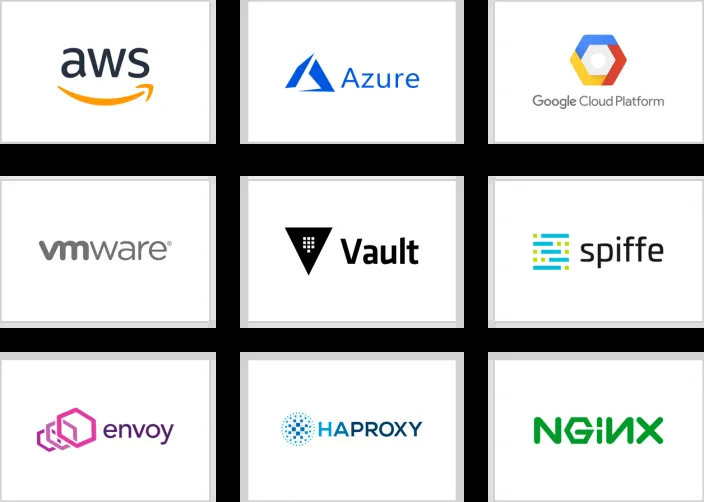 aws
Azure
Google Cloud Platform
vmware®
Vault
spiffe
envoy
HAPROXY
NGiNX